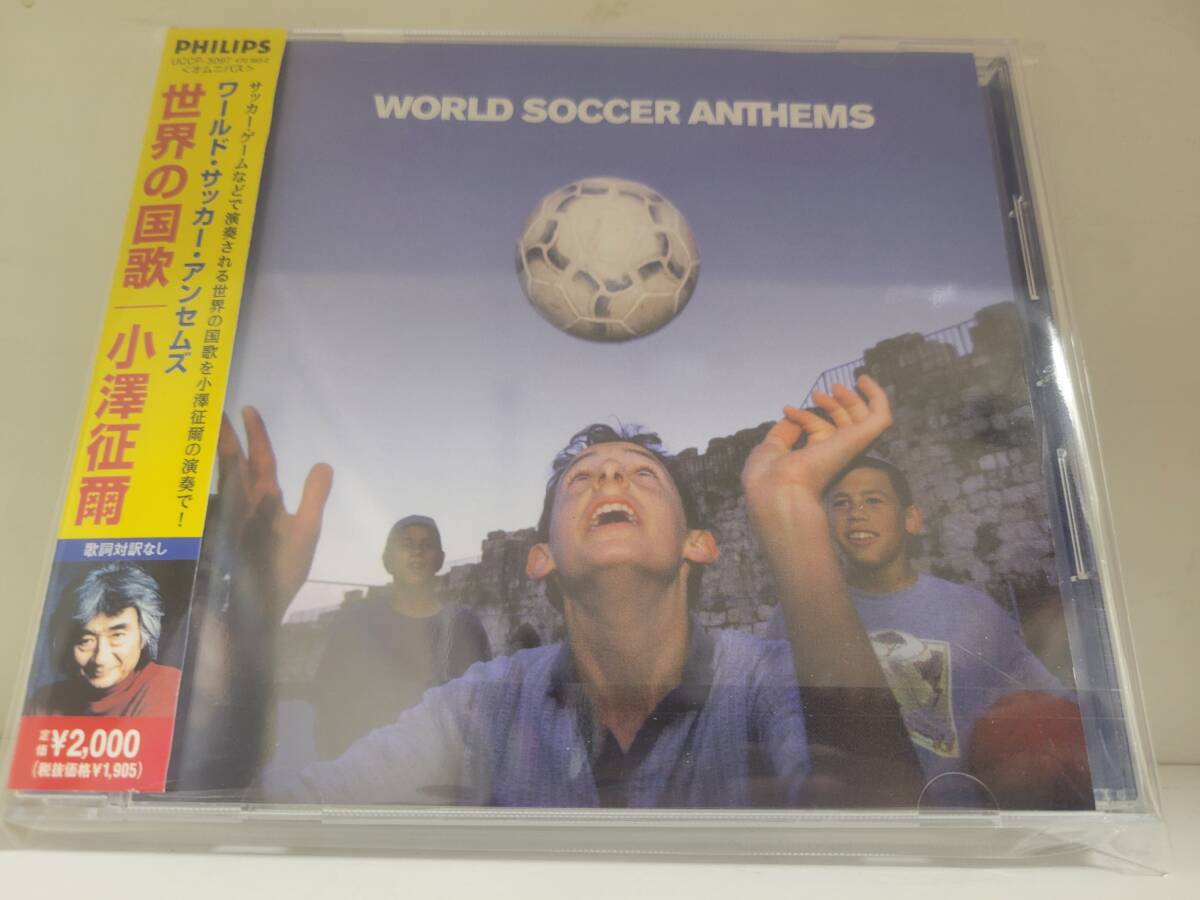 PHILIPS
UCCP-3067
<オムニバス>
サッカー・ゲームなどで演奏される世界の国歌を小澤征爾の演奏で!
ワールド・サッカー・アンセムズ
世界の国歌｜小澤征爾
歌詞対訳なし
定価¥2,000
(税抜価格¥1,905)
WORLD SOCCER ANTHEMS